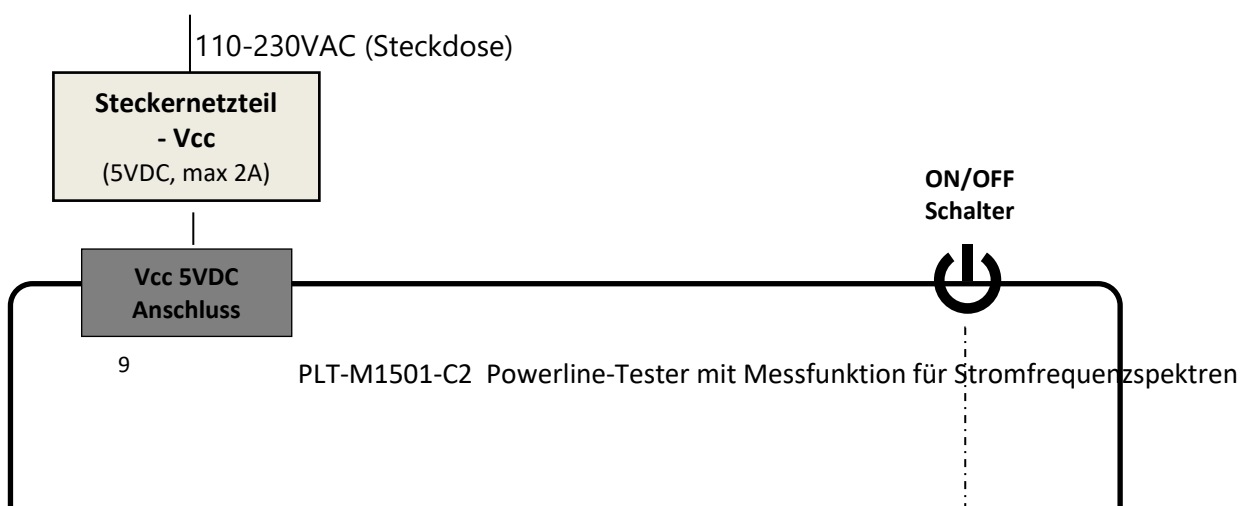 110-230VAC (Steckdose)
Steckernetzteil
- Vcc
(5VDC, max 2A)
ON/OFF
Schalter
Vcc 5VDC
Anschluss
9
PLT-M1501-C2 Powerline-Tester mit Messfunktion für Stromfrequenzspektren